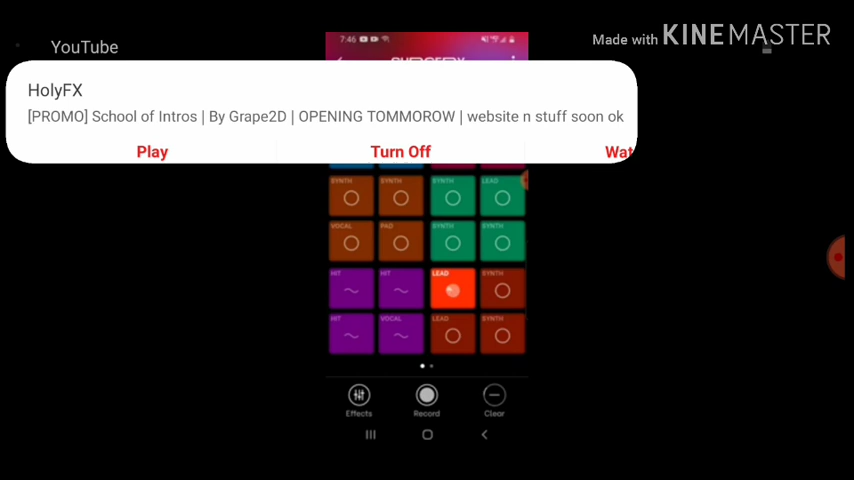 YouTube
Made with KINEMASTER
HolyFX
[PROMO] School of Intros | By Grape2D | OPENING TOMMOROW | website n stuff soon ok
Play
Turn Off
Wat
7:46
SYNTH SYNTH SYNTH LEAD
VOCAL PAD SYNTH SYNTH
HIT HIT LEAD SYNTH
HIT VOCAL LEAD SYNTH
Effects Record Clear